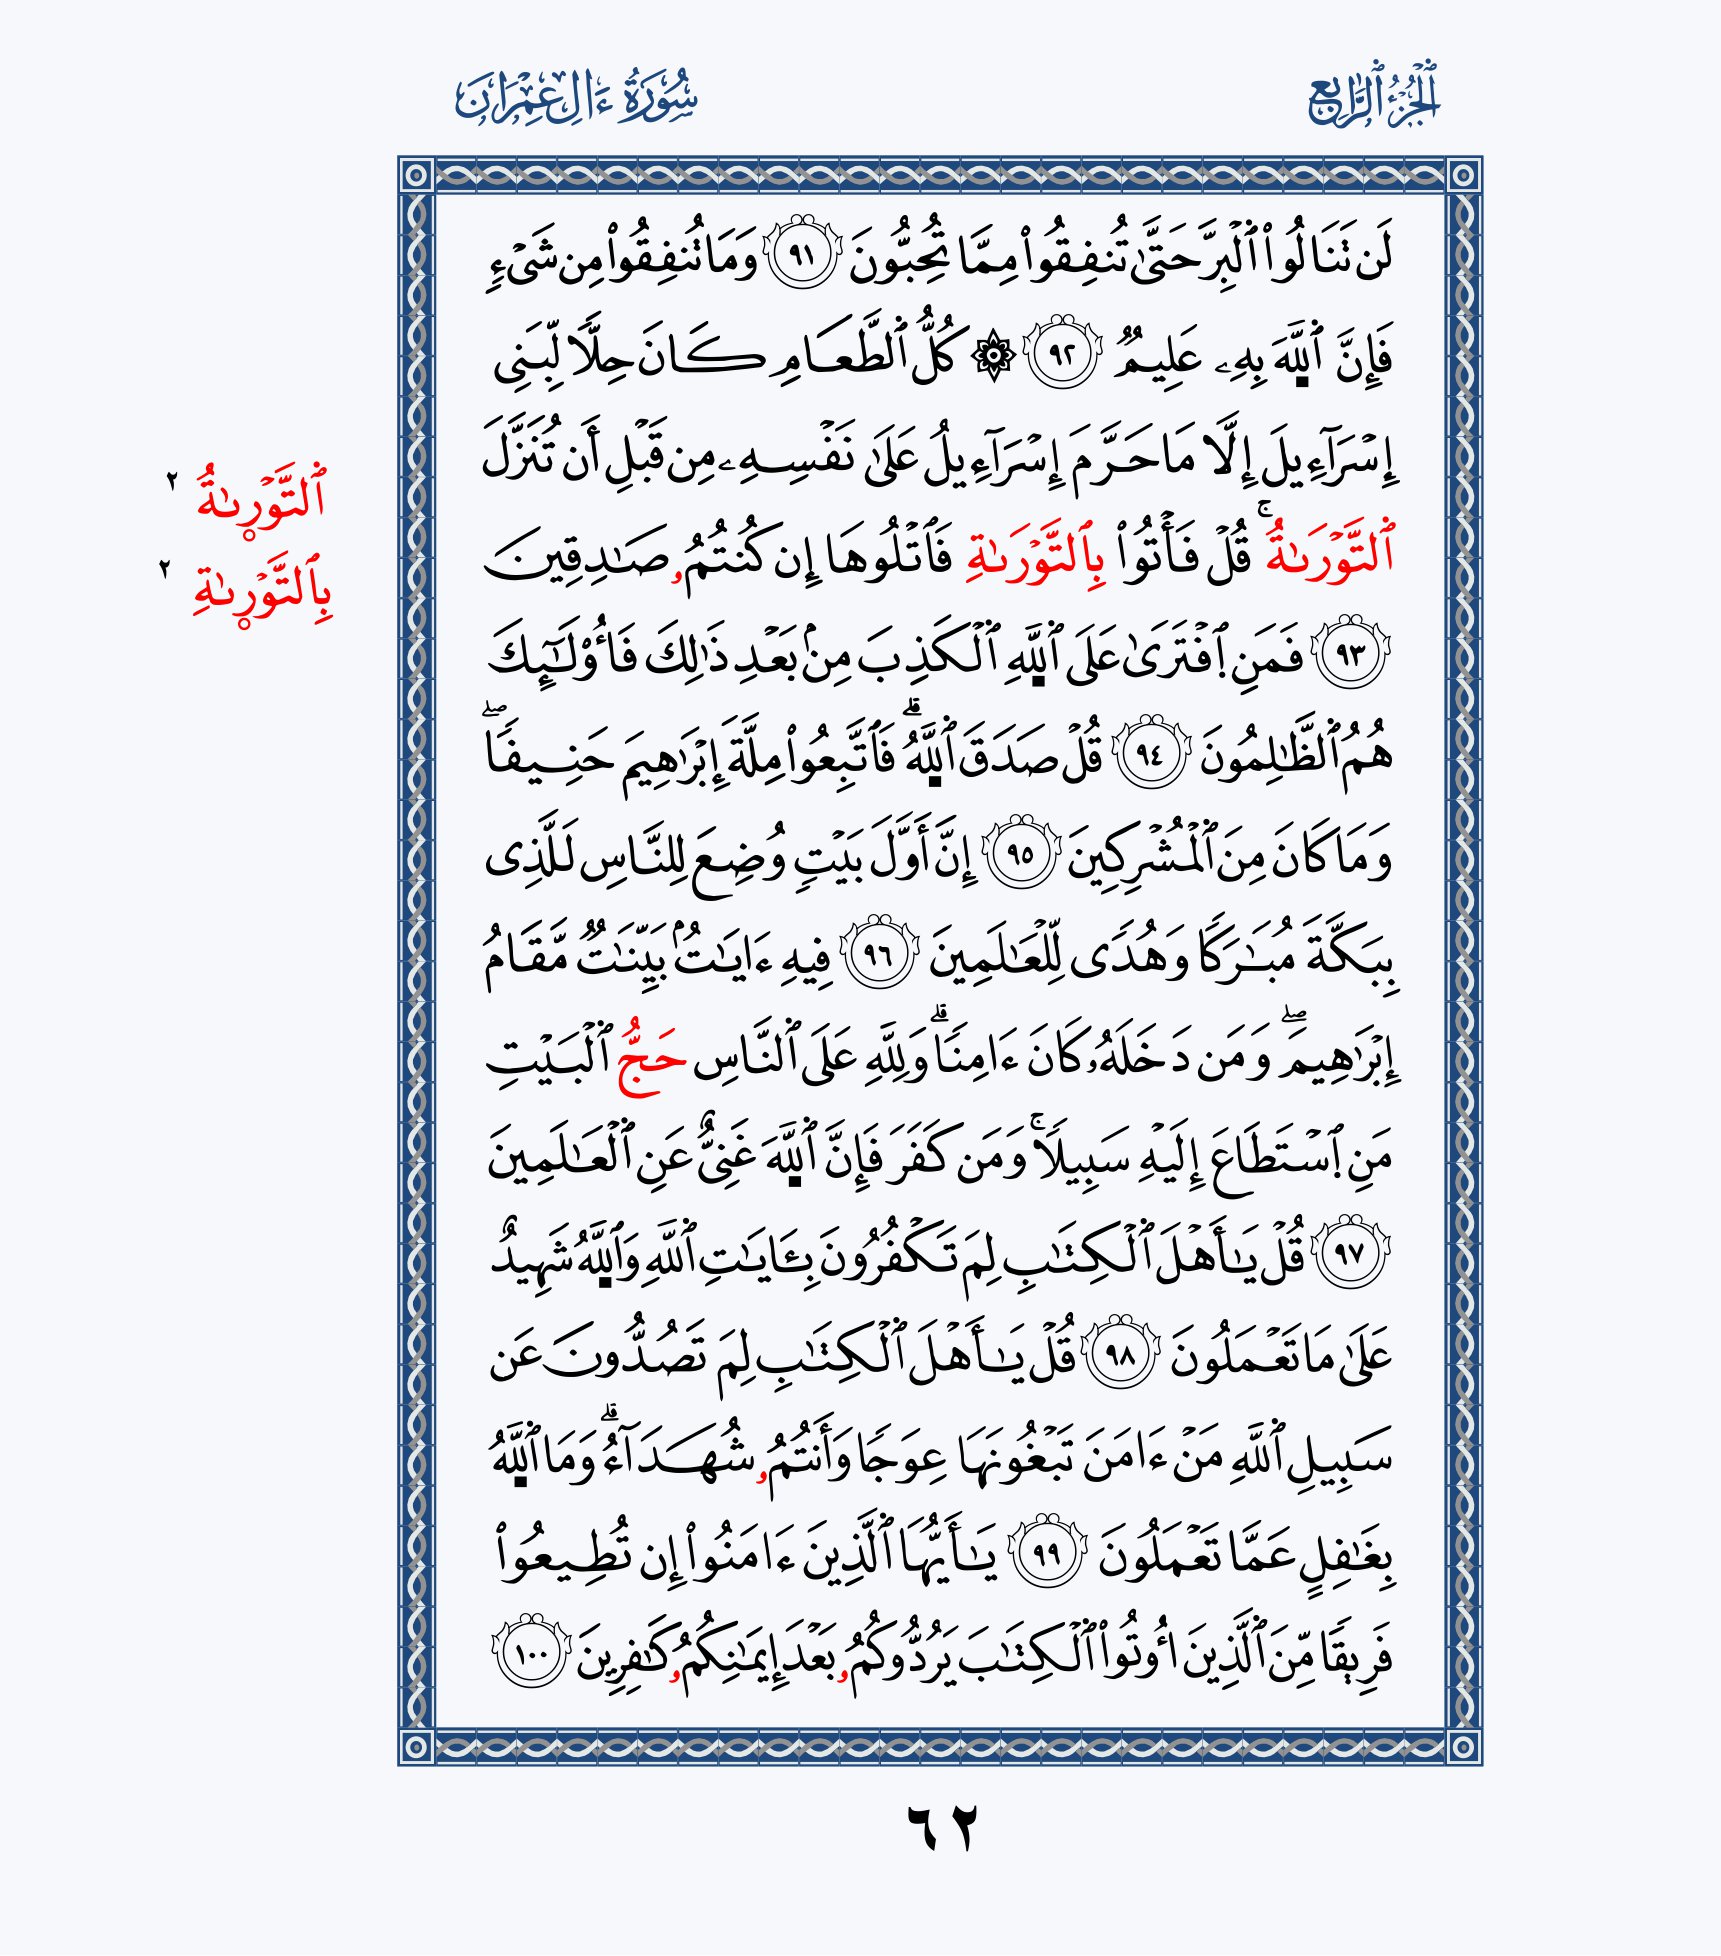 ٱلْجُزْءُ ٱلرَّابِعُ
سُورَةُ ءَالِ عِمْرَانَ
لَن تَنَالُوا۟ ٱلْبِرَّ حَتَّىٰ تُنفِقُوا۟ مِمَّا تُحِبُّونَ ٩١ وَمَا تُنفِقُوا۟ مِن شَىْءٍ
فَإِنَّ ٱللَّهَ بِهِۦ عَلِيمٌ ٩٢ ۞ كُلُّ ٱلطَّعَامِ كَانَ حِلًّا لِّبَنِى
إِسْرَآءِيلَ إِلَّا مَا حَرَّمَ إِسْرَآءِيلُ عَلَىٰ نَفْسِهِۦ مِن قَبْلِ أَن تُنَزَّلَ
ٱلتَّوْرَىٰةُ ۚ قُلْ فَأْتُوا۟ بِٱلتَّوْرَىٰةِ فَٱتْلُوهَا إِن كُنتُمُۥ صَـٰدِقِينَ
٩٣ فَمَنِ ٱفْتَرَىٰ عَلَى ٱللَّهِ ٱلْكَذِبَ مِنۢ بَعْدِ ذَٰلِكَ فَأُو۟لَـٰٓئِكَ
هُمُ ٱلظَّـٰلِمُونَ ٩٤ قُلْ صَدَقَ ٱللَّهُ ۗ فَٱتَّبِعُوا۟ مِلَّةَ إِبْرَٰهِيمَ حَنِيفًا ۖ
وَمَا كَانَ مِنَ ٱلْمُشْرِكِينَ ٩٥ إِنَّ أَوَّلَ بَيْتٍ وُضِعَ لِلنَّاسِ لَلَّذِى
بِبَكَّةَ مُبَـٰرَكًا وَهُدًى لِّلْعَـٰلَمِينَ ٩٦ فِيهِ ءَايَـٰتٌۢ بَيِّنَـٰتٌ مَّقَامُ
إِبْرَٰهِيمَ ۖ وَمَن دَخَلَهُۥ كَانَ ءَامِنًا ۗ وَلِلَّهِ عَلَى ٱلنَّاسِ حَجُّ ٱلْبَيْتِ
مَنِ ٱسْتَطَاعَ إِلَيْهِ سَبِيلًا ۚ وَمَن كَفَرَ فَإِنَّ ٱللَّهَ غَنِىٌّ عَنِ ٱلْعَـٰلَمِينَ
٩٧ قُلْ يَـٰأَهْلَ ٱلْكِتَـٰبِ لِمَ تَكْفُرُونَ بِـَٔايَـٰتِ ٱللَّهِ وَٱللَّهُ شَهِيدٌ
عَلَىٰ مَا تَعْمَلُونَ ٩٨ قُلْ يَـٰأَهْلَ ٱلْكِتَـٰبِ لِمَ تَصُدُّونَ عَن
سَبِيلِ ٱللَّهِ مَنْ ءَامَنَ تَبْغُونَهَا عِوَجًا وَأَنتُمُۥ شُهَدَآءُ ۗ وَمَا ٱللَّهُ
بِغَـٰفِلٍ عَمَّا تَعْمَلُونَ ٩٩ يَـٰأَيُّهَا ٱلَّذِينَ ءَامَنُوا۟ إِن تُطِيعُوا۟
فَرِيقًا مِّنَ ٱلَّذِينَ أُوتُوا۟ ٱلْكِتَـٰبَ يَرُدُّوكُمُۥ بَعْدَ إِيمَـٰنِكُمُۥ كَـٰفِرِينَ ١٠٠
ٱلتَّوْرىٰةُ ٢
بِٱلتَّوْرىٰةِ ٢
٦٢